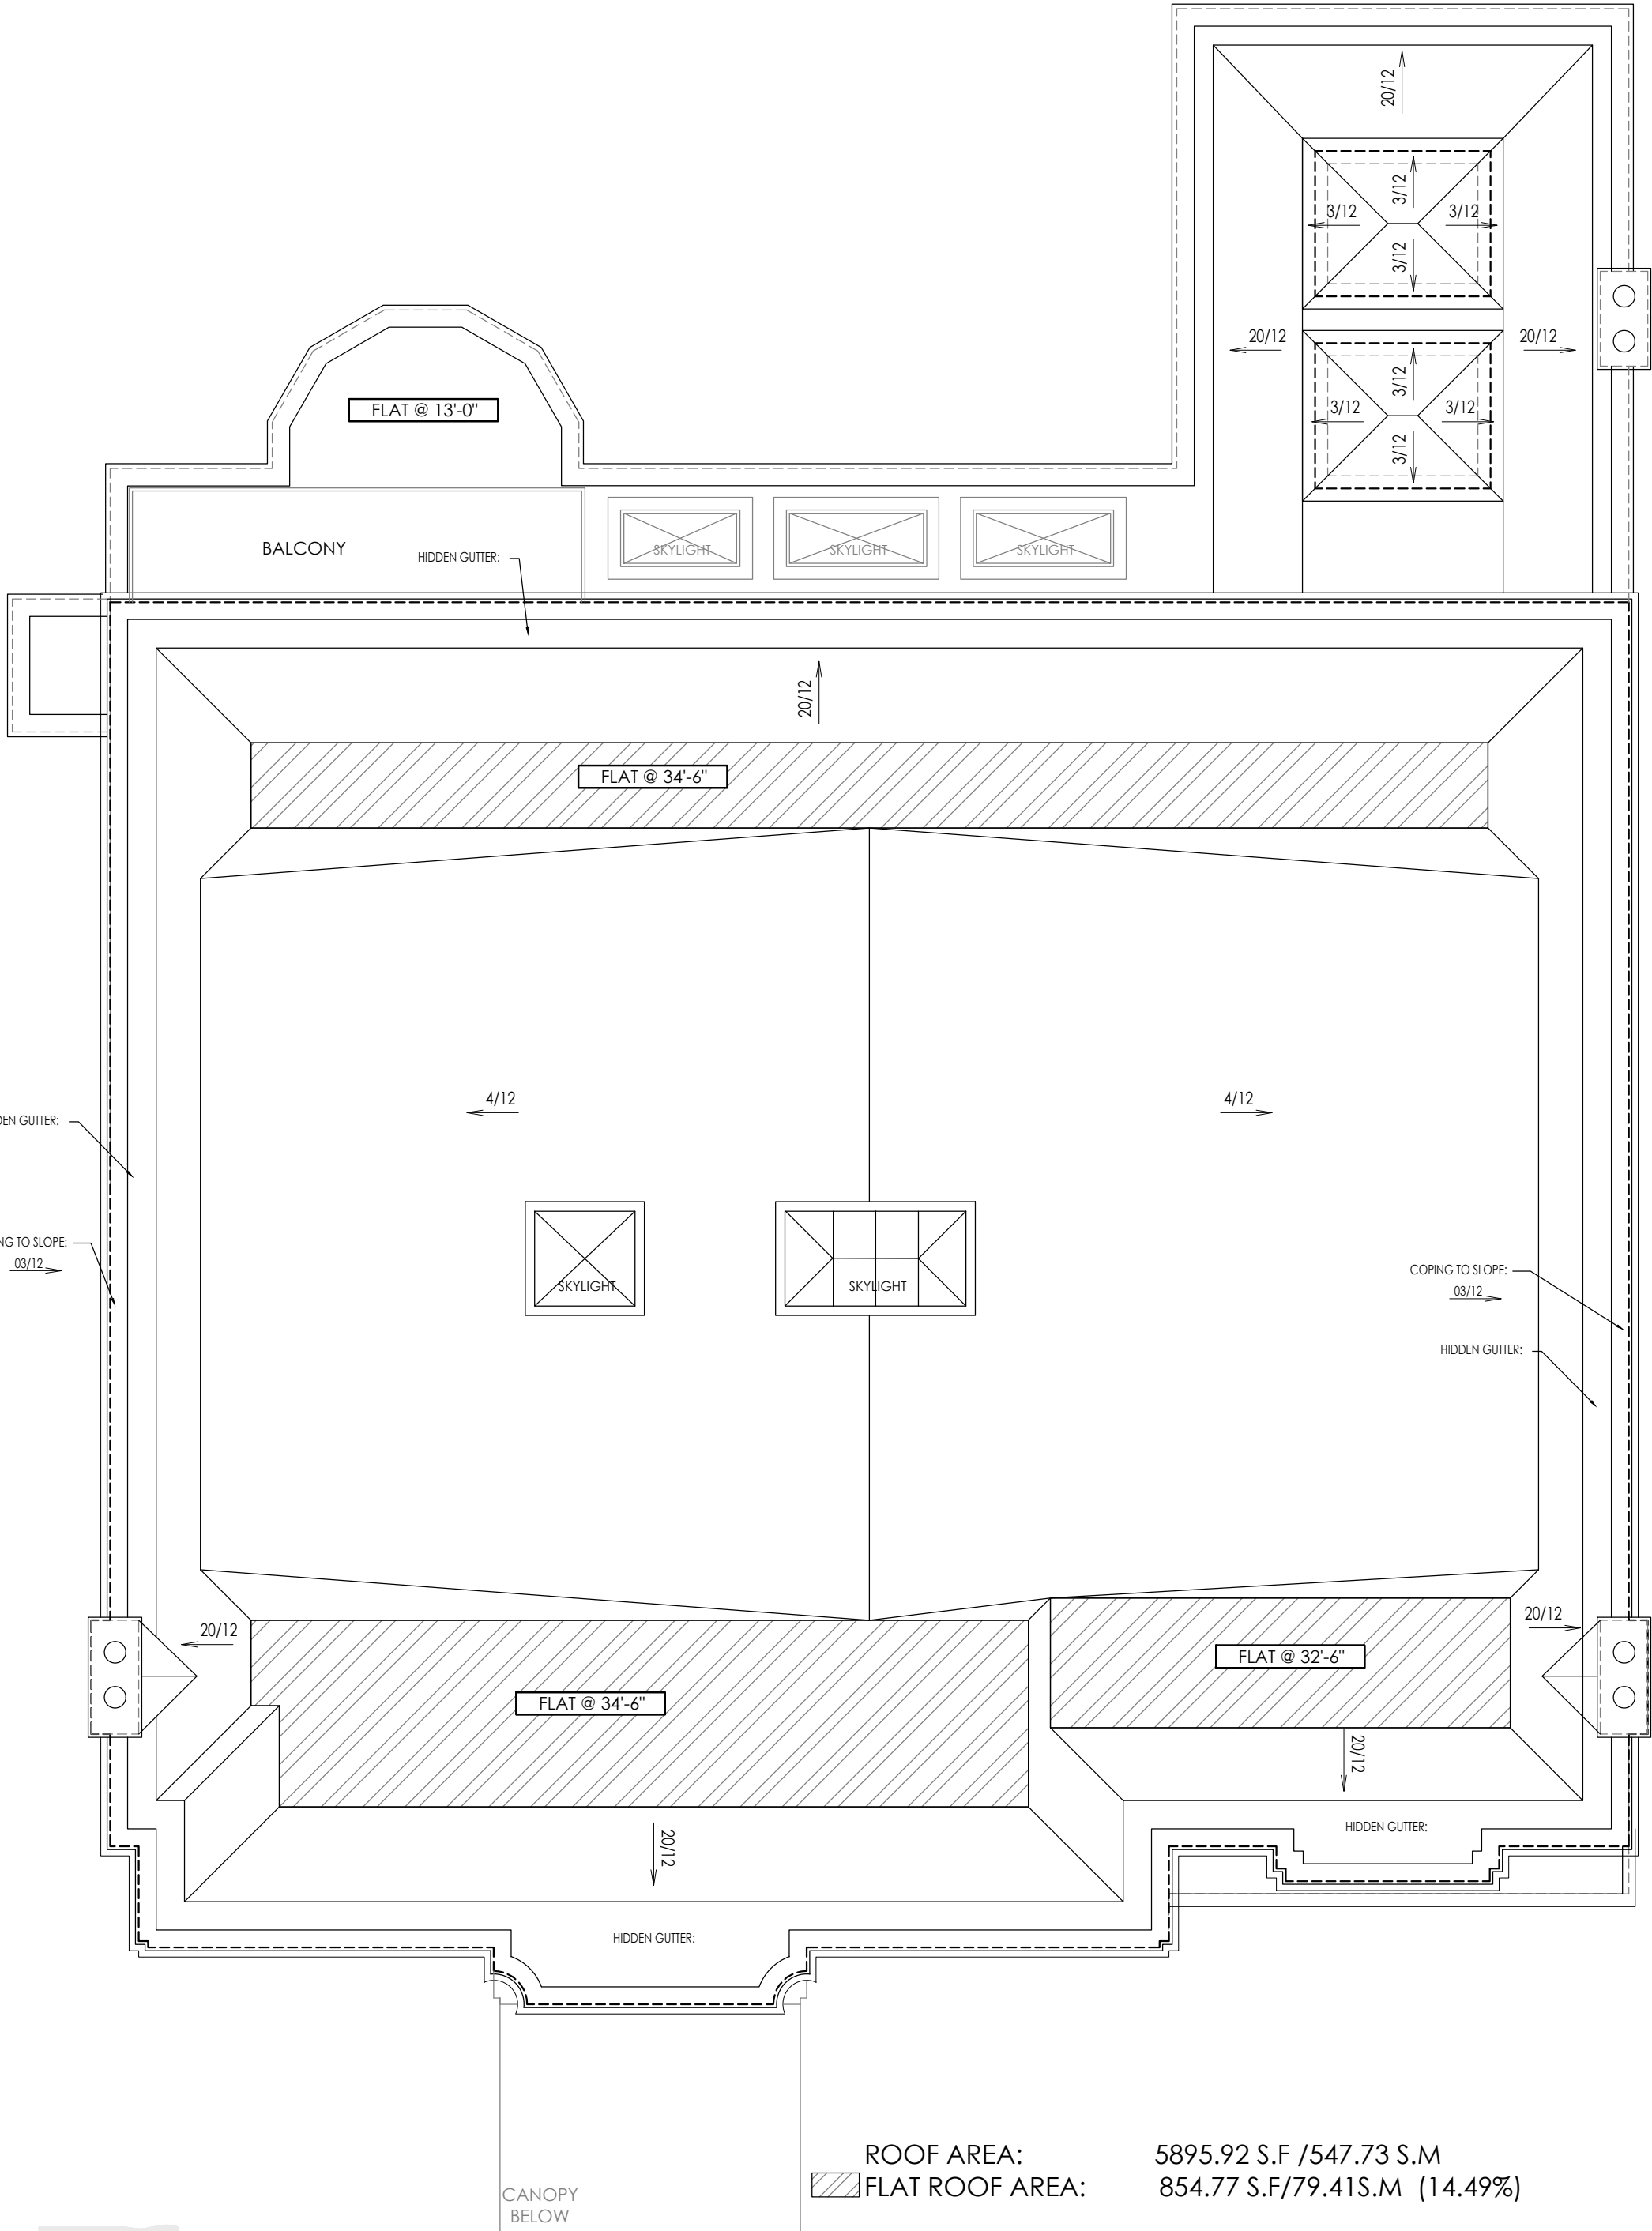 20/12
3/12
3/12
3/12
3/12
20/12
20/12
3/12
3/12
3/12
3/12
FLAT @ 13'-0"
BALCONY
HIDDEN GUTTER:
SKYLIGHT
SKYLIGHT
SKYLIGHT
20/12
FLAT @ 34'-6"
4/12
4/12
DEN GUTTER:
NG TO SLOPE:
03/12
SKYLIGHT
SKYLIGHT
COPING TO SLOPE:
03/12
HIDDEN GUTTER:
20/12
20/12
FLAT @ 32'-6"
FLAT @ 34'-6"
20/12
20/12
HIDDEN GUTTER:
HIDDEN GUTTER:
ROOF AREA: 5895.92 S.F /547.73 S.M
FLAT ROOF AREA: 854.77 S.F/79.41S.M (14.49%)
CANOPY
BELOW